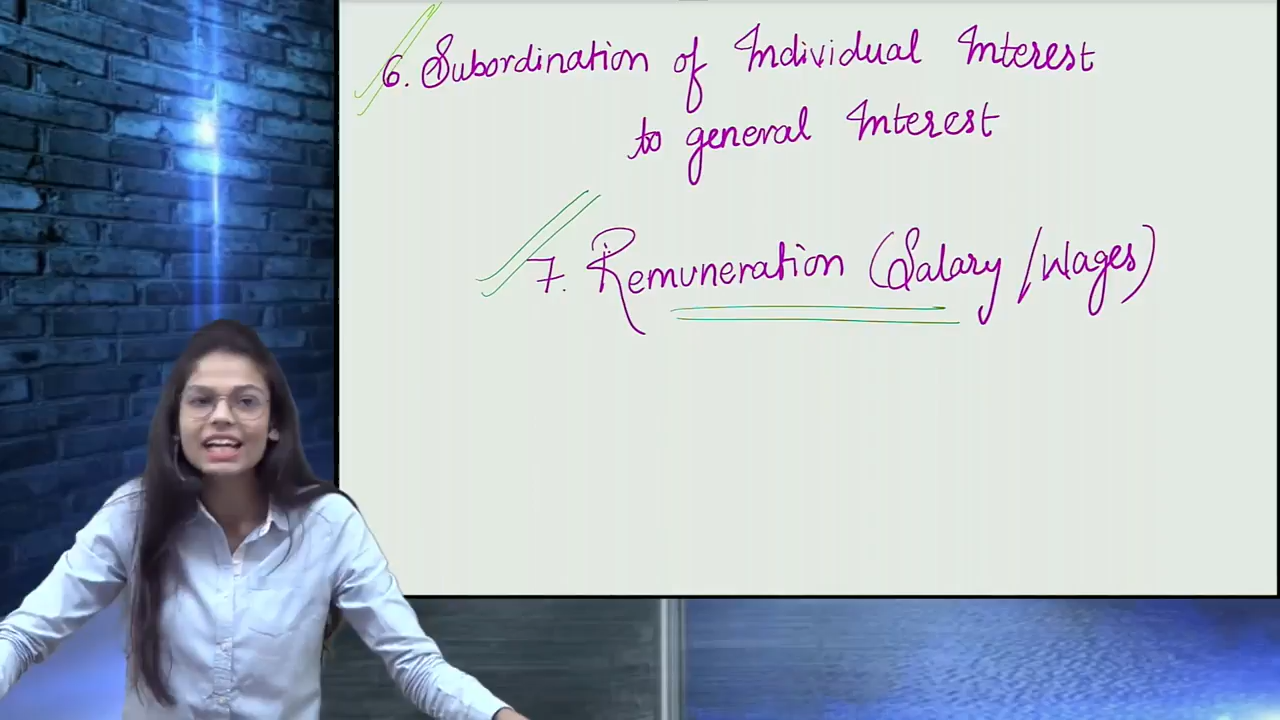 6. Subordination of Individual Interest
to general Interest
7. Remuneration (Salary /Wages)